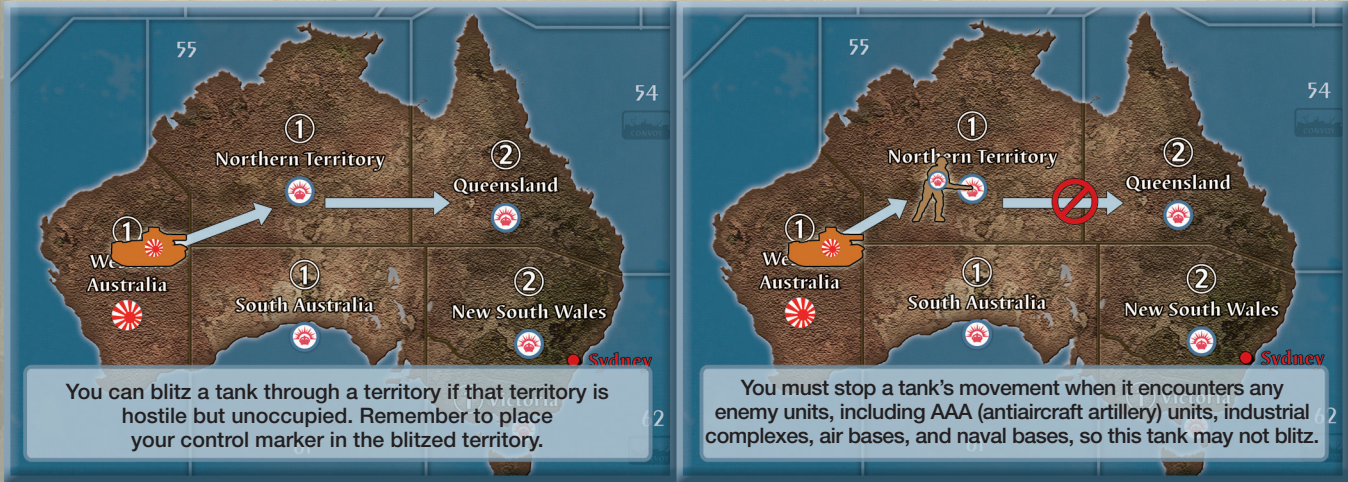 55
54
CONVOY
1
Northern Territory
2
Queensland
1
Australia
1
South Australia
2
New South Wales
Sydney
You can blitz a tank through a territory if that territory is
hostile but unoccupied. Remember to place
your control marker in the blitzed territory.
55
54
CONVOY
1
Northern Territory
2
Queensland
1
Australia
1
South Australia
2
New South Wales
Sydney
Victoria
62
You must stop a tank’s movement when it encounters any
enemy units, including AAA (antiaircraft artillery) units, industrial
complexes, air bases, and naval bases, so this tank may not blitz.